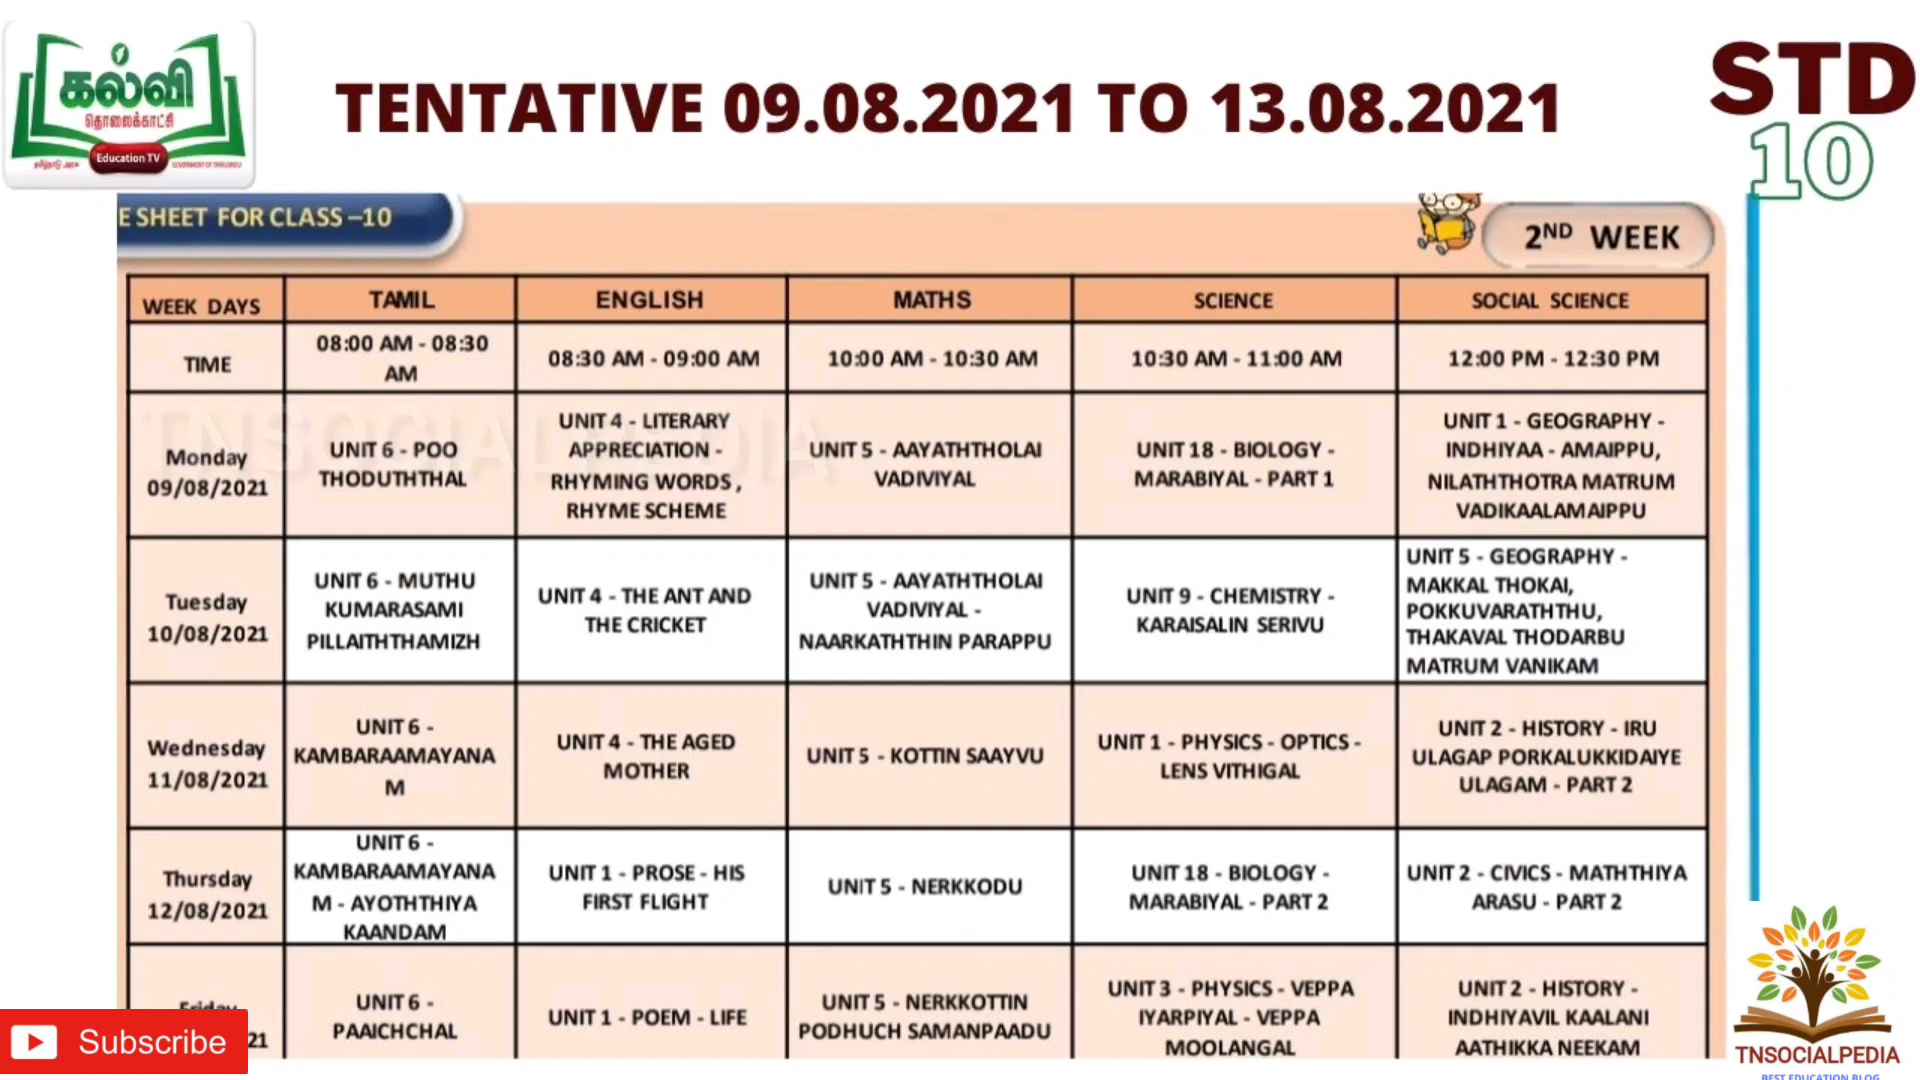 கல்வி
தொலைக்காட்சி
Education TV
தமிழ்நாடு அரசு
GOVERNMENT OF TAMILNADU
TENTATIVE 09.08.2021 TO 13.08.2021
STD
10
E SHEET FOR CLASS –10
2ND WEEK
WEEK DAYS
TAMIL
ENGLISH
MATHS
SCIENCE
SOCIAL SCIENCE
TIME
08:00 AM - 08:30
AM
08:30 AM - 09:00 AM
10:00 AM - 10:30 AM
10:30 AM - 11:00 AM
12:00 PM - 12:30 PM
TNSOCIALPEDIA
Monday
09/08/2021
UNIT 6 - POO
THODUTHTHAL
UNIT 4 - LITERARY
APPRECIATION -
RHYMING WORDS ,
RHYME SCHEME
UNIT 5 - AAYATHTHOLAI
VADIVIYAL
UNIT 18 - BIOLOGY -
MARABIYAL - PART 1
UNIT 1 - GEOGRAPHY -
INDHIYAA - AMAIPPU,
NILATHTHOTRA MATRUM
VADIKAALAMAIPPU
Tuesday
10/08/2021
UNIT 6 - MUTHU
KUMARASAMI
PILLAITHTHAMIZH
UNIT 4 - THE ANT AND
THE CRICKET
UNIT 5 - AAYATHTHOLAI
VADIVIYAL -
NAARKATHTHIN PARAPPU
UNIT 9 - CHEMISTRY -
KARAISALIN SERIVU
UNIT 5 - GEOGRAPHY -
MAKKAL THOKAI,
POKKUVARATHTHU,
THAKAVAL THODARBU
MATRUM VANIKAM
Wednesday
11/08/2021
UNIT 6 -
KAMBARAAMAYANA
M
UNIT 4 - THE AGED
MOTHER
UNIT 5 - KOTTIN SAAYVU
UNIT 1 - PHYSICS - OPTICS -
LENS VITHIGAL
UNIT 2 - HISTORY - IRU
ULAGAP PORKALUKKIDAIYE
ULAGAM - PART 2
Thursday
12/08/2021
UNIT 6 -
KAMBARAAMAYANA
M - AYOTHTHIYA
KAANDAM
UNIT 1 - PROSE - HIS
FIRST FLIGHT
UNIT 5 - NERKKODU
UNIT 18 - BIOLOGY -
MARABIYAL - PART 2
UNIT 2 - CIVICS - MATHTHIYA
ARASU - PART 2
Friday
21
UNIT 6 -
PAAICHCHAL
UNIT 1 - POEM - LIFE
UNIT 5 - NERKKOTTIN
PODHUCH SAMANPAADU
UNIT 3 - PHYSICS - VEPPA
IYARPIYAL - VEPPA
MOOLANGAL
UNIT 2 - HISTORY -
INDHIYAVIL KAALANI
AATHIKKA NEEKAM
Subscribe
TNSOCIALPEDIA
BEST EDUCATION BLOG